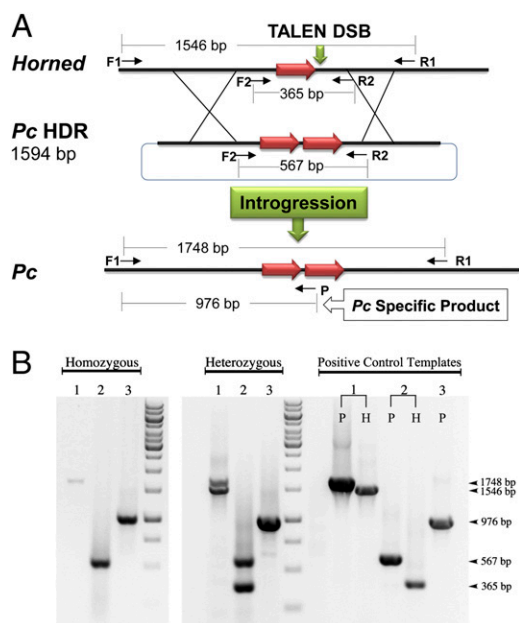 A
TALEN DSB
1546 bp
Horned
F1
R1
F2
R2
365 bp
Pc HDR
1594 bp
F2
R2
567 bp
Introgression
1748 bp
Pc
F1
R1
P
976 bp
Pc Specific Product
B
Homozygous
Heterozygous
Positive Control Templates
1 2 3
1 2 3
1 2 3
P H P H P
1748 bp
1546 bp
976 bp
567 bp
365 bp